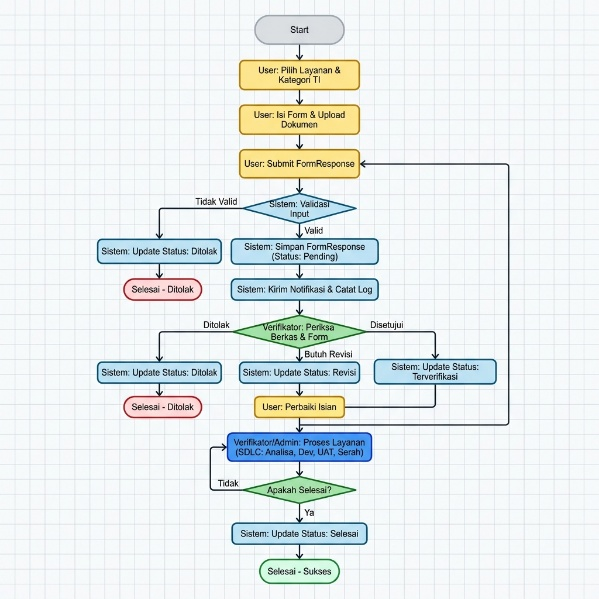 Start
User: Pilih Layanan &
Kategori TI
User: Isi Form & Upload
Dokumen
User: Submit FormResponse
Tidak Valid
Sistem: Validasi
Input
Valid
Sistem: Update Status: Ditolak
Sistem: Simpan FormResponse
(Status: Pending)
Selesai - Ditolak
Sistem: Kirim Notifikasi & Catat Log
Ditolak
Verifikator: Periksa
Berkas & Form
Disetujui
Butuh Revisi
Sistem: Update Status: Ditolak
Sistem: Update Status: Revisi
Sistem: Update Status:
Terverifikasi
Selesai - Ditolak
User: Perbaiki Isian
Verifikator/Admin: Proses Layanan
(SDLC: Analisa, Dev, UAT, Serah)
Tidak
Apakah Selesai?
Ya
Sistem: Update Status: Selesai
Selesai - Sukses